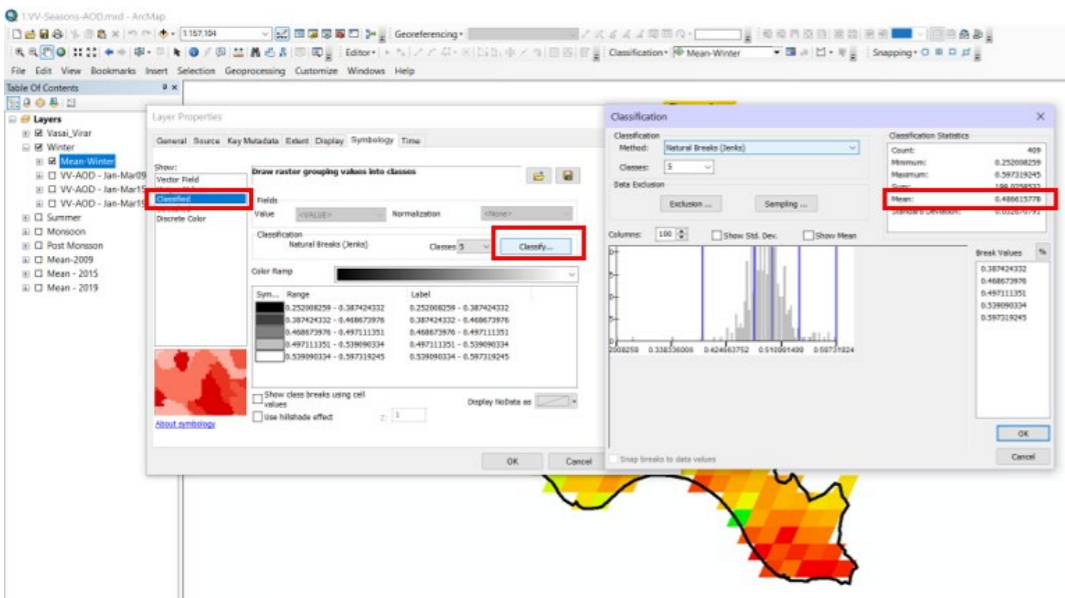 1.VV-Seasons-AOD.mxd - ArcMap
1:157,104
Georeferencing
Editor
Classification
Mean-Winter
Snapping
File Edit View Bookmarks Insert Selection Geoprocessing Customize Windows Help
Table Of Contents
Layers
Vasai_Virar
Winter
Mean-Winter
VV-AOD - Jan-Mar09
VV-AOD - Jan-Mar15
VV-AOD - Jan-Mar19
Summer
Monsoon
Post Monsson
Mean-2009
Mean - 2015
Mean - 2019
Layer Properties
General Source Key Metadata Extent Display Symbology Time
Show:
Vector Field
Classified
Discrete Color
About symbology
Draw raster grouping values into classes
Fields
Value <VALUE> Normalization <None>
Classification
Natural Breaks (Jenks) Classes 5 Classify...
Color Ramp
Sym... Range Label
0.252008259 - 0.387424332 0.252008259 - 0.387424332
0.387424332 - 0.468673976 0.387424332 - 0.468673976
0.468673976 - 0.497111351 0.468673976 - 0.497111351
0.497111351 - 0.539090334 0.497111351 - 0.539090334
0.539090334 - 0.597319245 0.539090334 - 0.597319245
Show class breaks using cell
values
Display NoData as
Use hillshade effect Z: 1
OK Cancel
Classification
Classification
Method: Natural Breaks (Jenks)
Classes: 5
Data Exclusion
Exclusion ... Sampling ...
Classification Statistics
Count: 409
Minimum: 0.252008259
Maximum: 0.597319245
Sum: 199.0258532
Mean: 0.486615778
Standard Deviation: 0.032670791
Columns: 100 Show Std. Dev. Show Mean
Break Values %
0.387424332
0.468673976
0.497111351
0.539090334
0.597319245
2008259 0.338336006 0.424663752 0.510991499 0.59731924
Snap breaks to data values
OK
Cancel